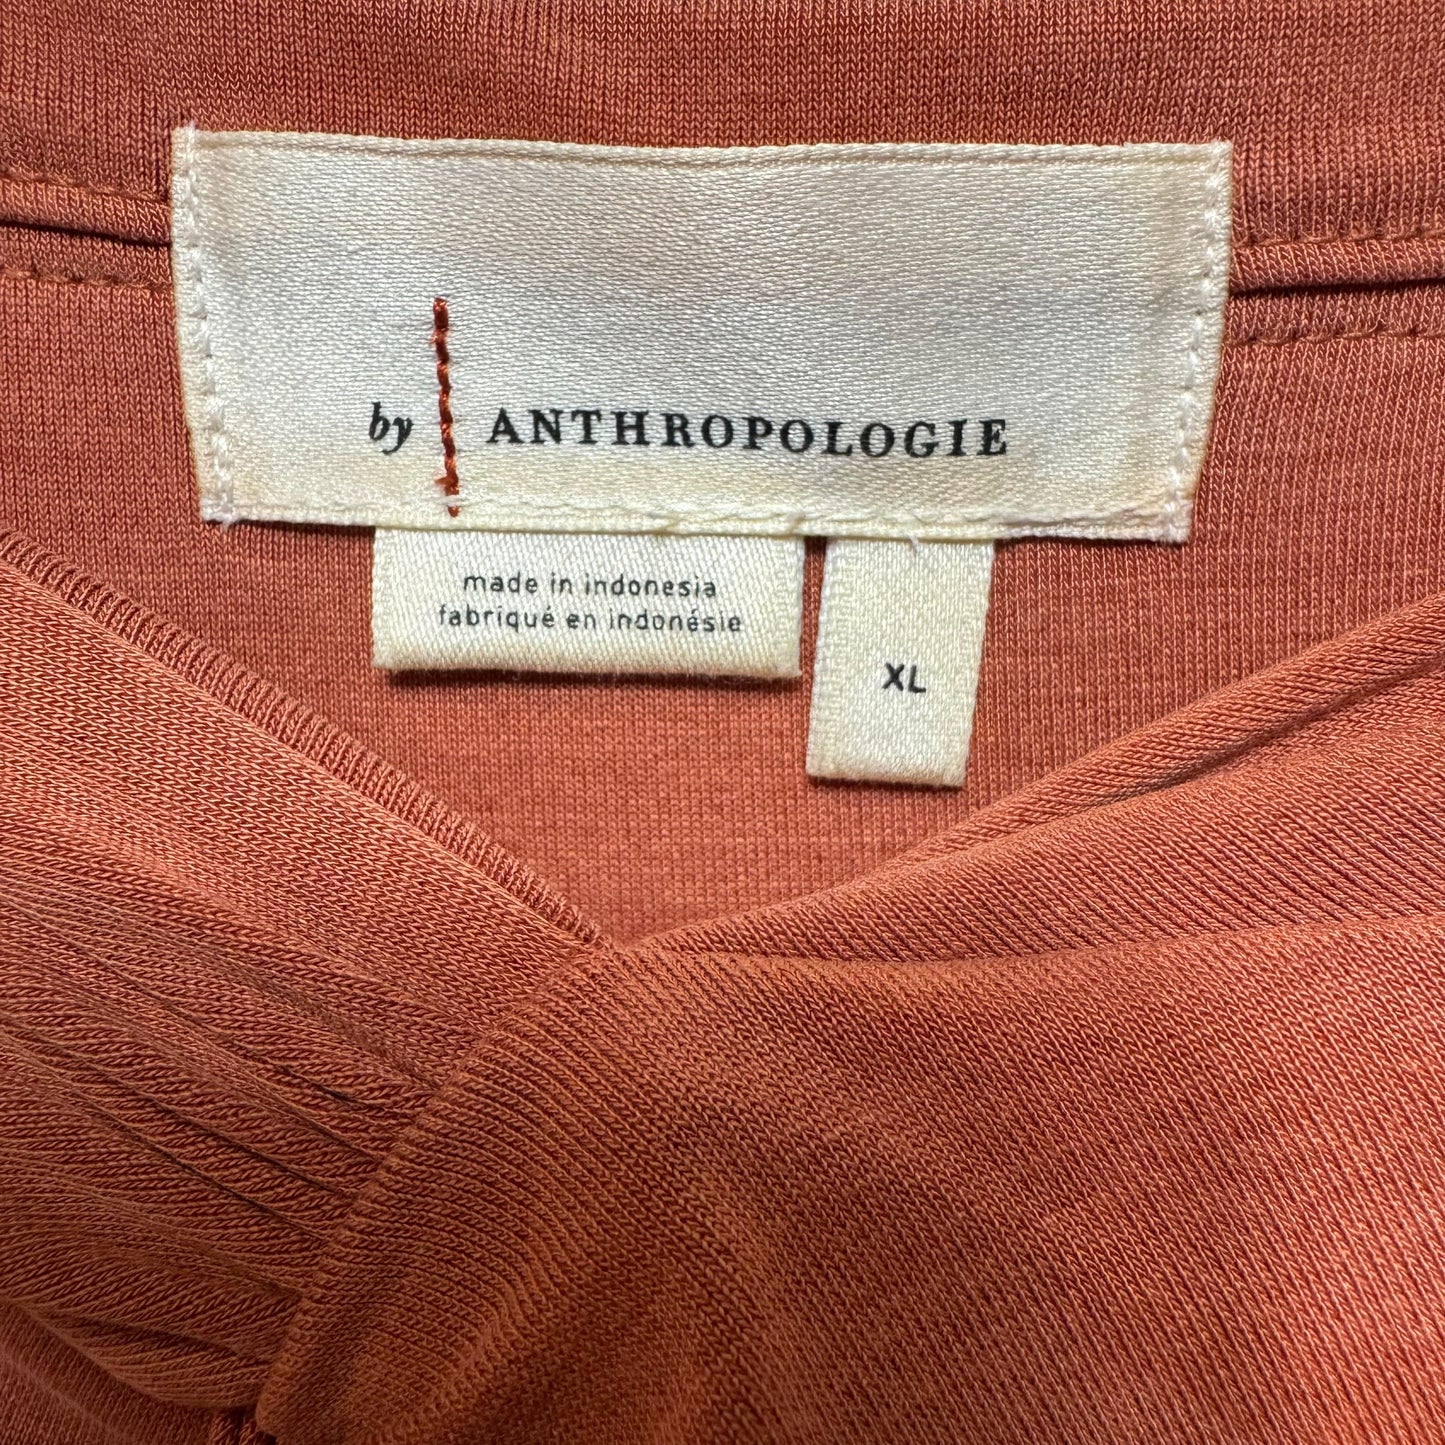 by ANTHROPOLOGIE
made in indonesia
fabriqué en indonésie
XL